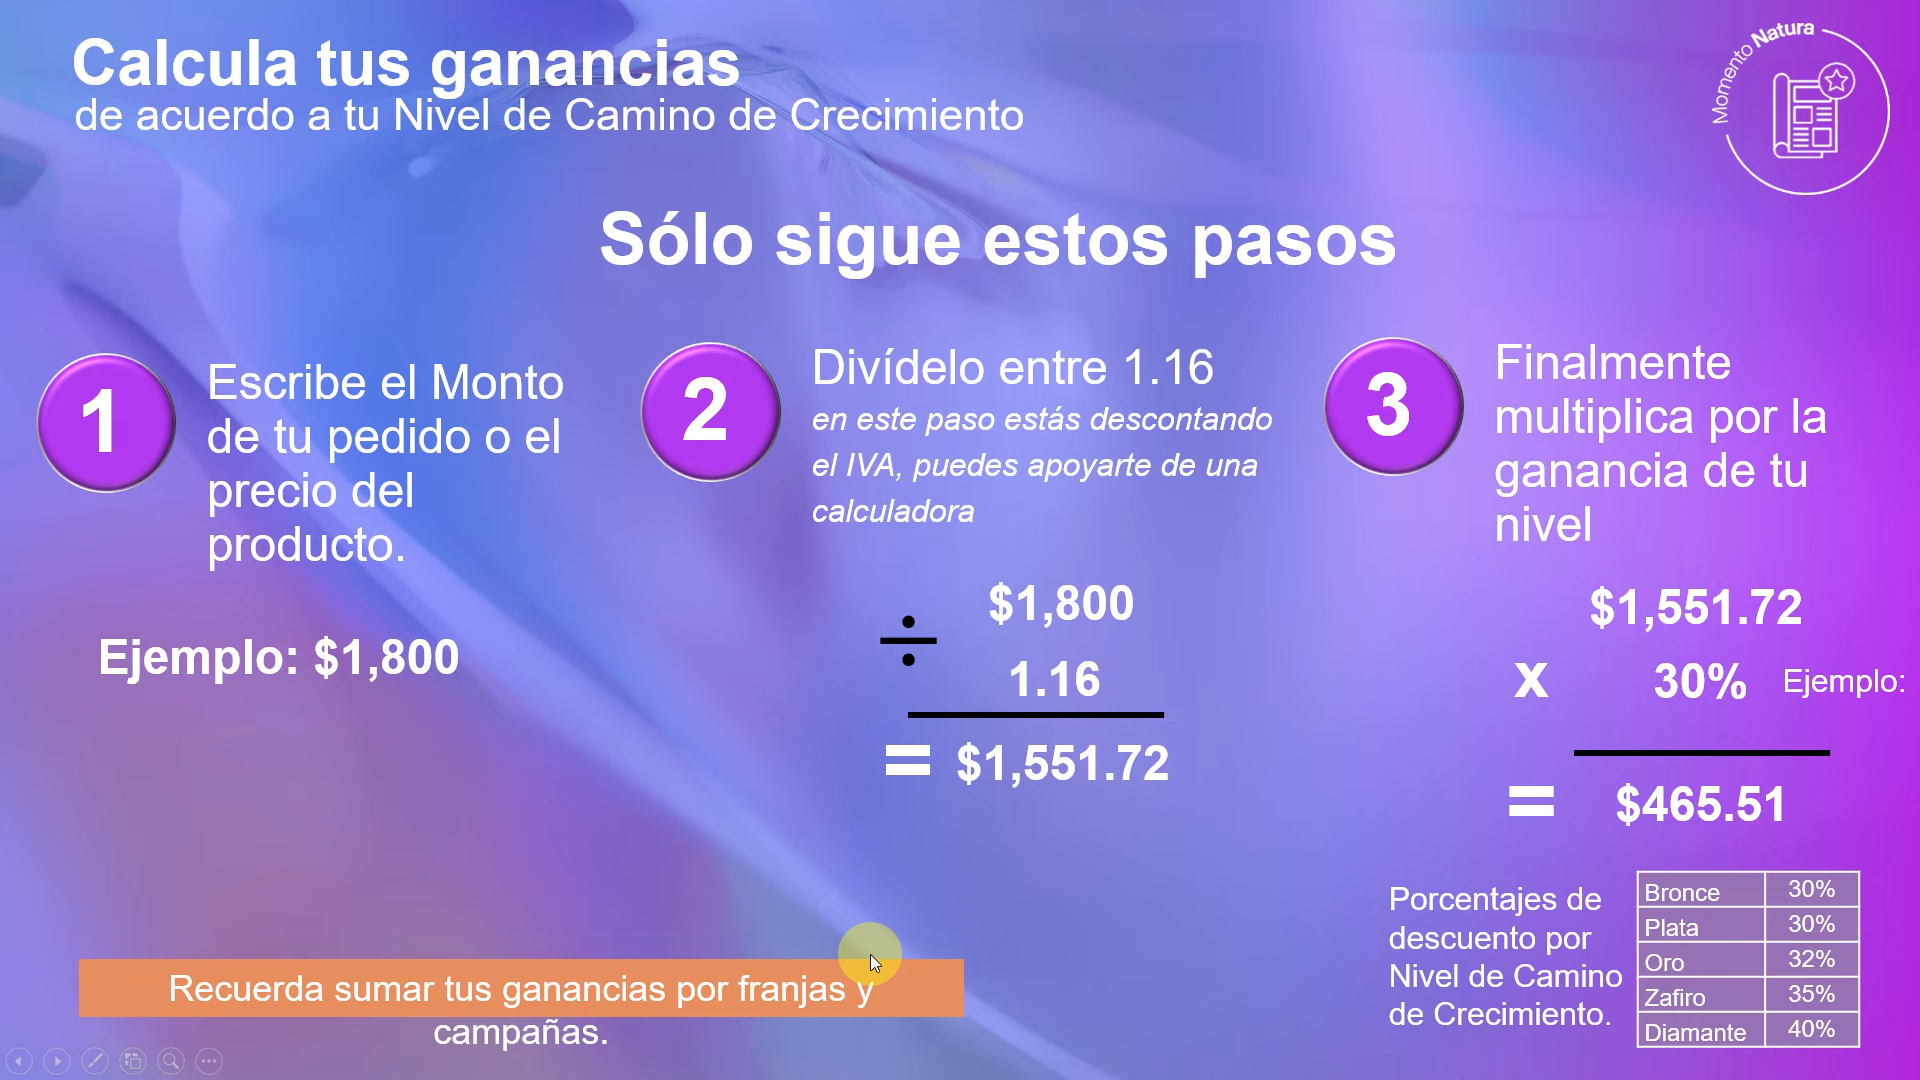 Calcula tus ganancias
de acuerdo a tu Nivel de Camino de Crecimiento
Momento Natura
Sólo sigue estos pasos
1
Escribe el Monto
de tu pedido o el
precio del
producto.
Ejemplo: $1,800
2
Divídelo entre 1.16
en este paso estás descontando
el IVA, puedes apoyarte de una
calculadora
÷
$1,800
1.16
= $1,551.72
3
Finalmente
multiplica por la
ganancia de tu
nivel
$1,551.72
x 30% Ejemplo:
= $465.51
Porcentajes de
descuento por
Nivel de Camino
de Crecimiento.
Bronce 30%
Plata 30%
Oro 32%
Zafiro 35%
Diamante 40%
Recuerda sumar tus ganancias por franjas y
campañas.